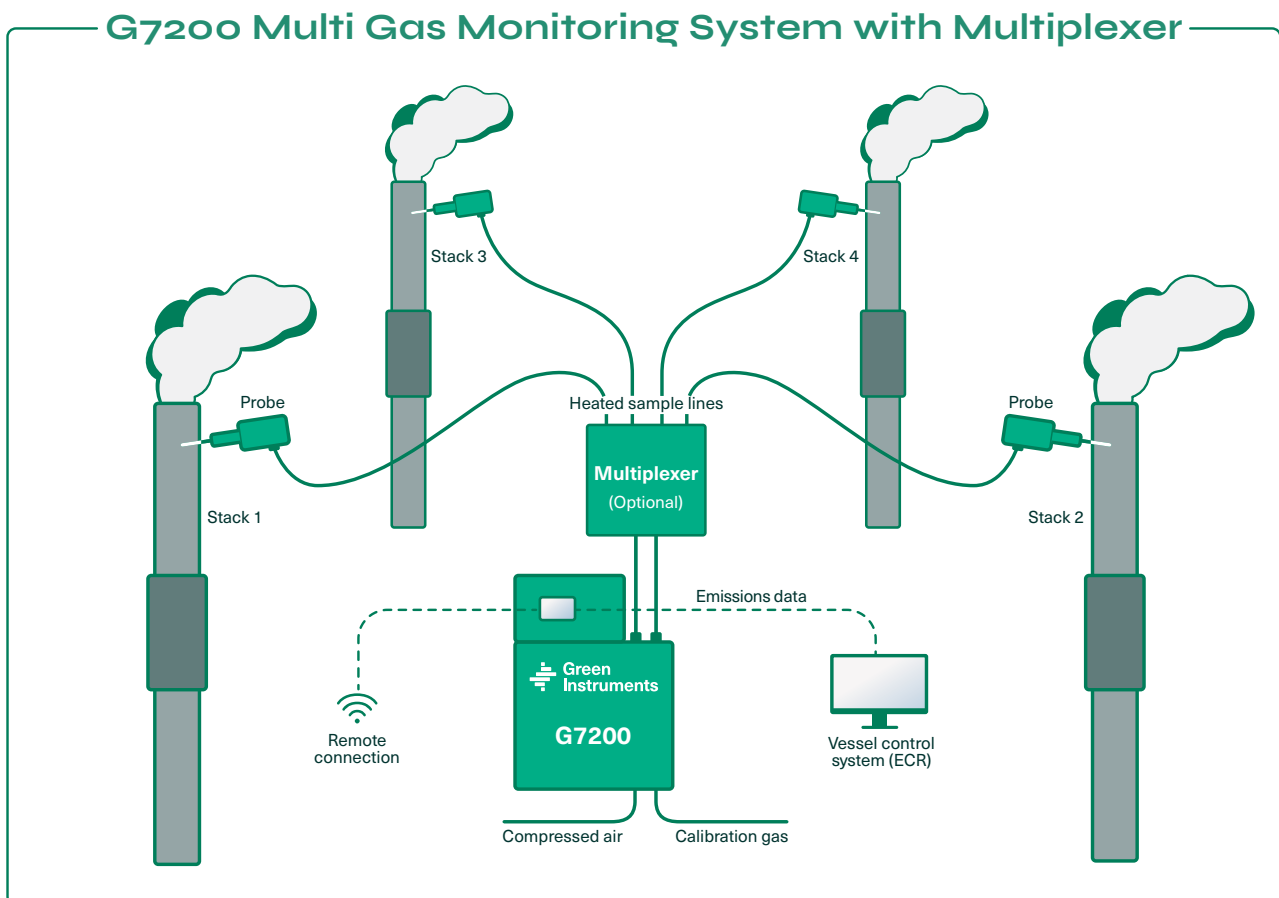 G7200 Multi Gas Monitoring System with Multiplexer
Stack 3
Stack 4
Probe
Probe
Heated sample lines
Multiplexer
(Optional)
Stack 1
Stack 2
Emissions data
Green
Instruments
G7200
Remote
connection
Vessel control
system (ECR)
Compressed air
Calibration gas